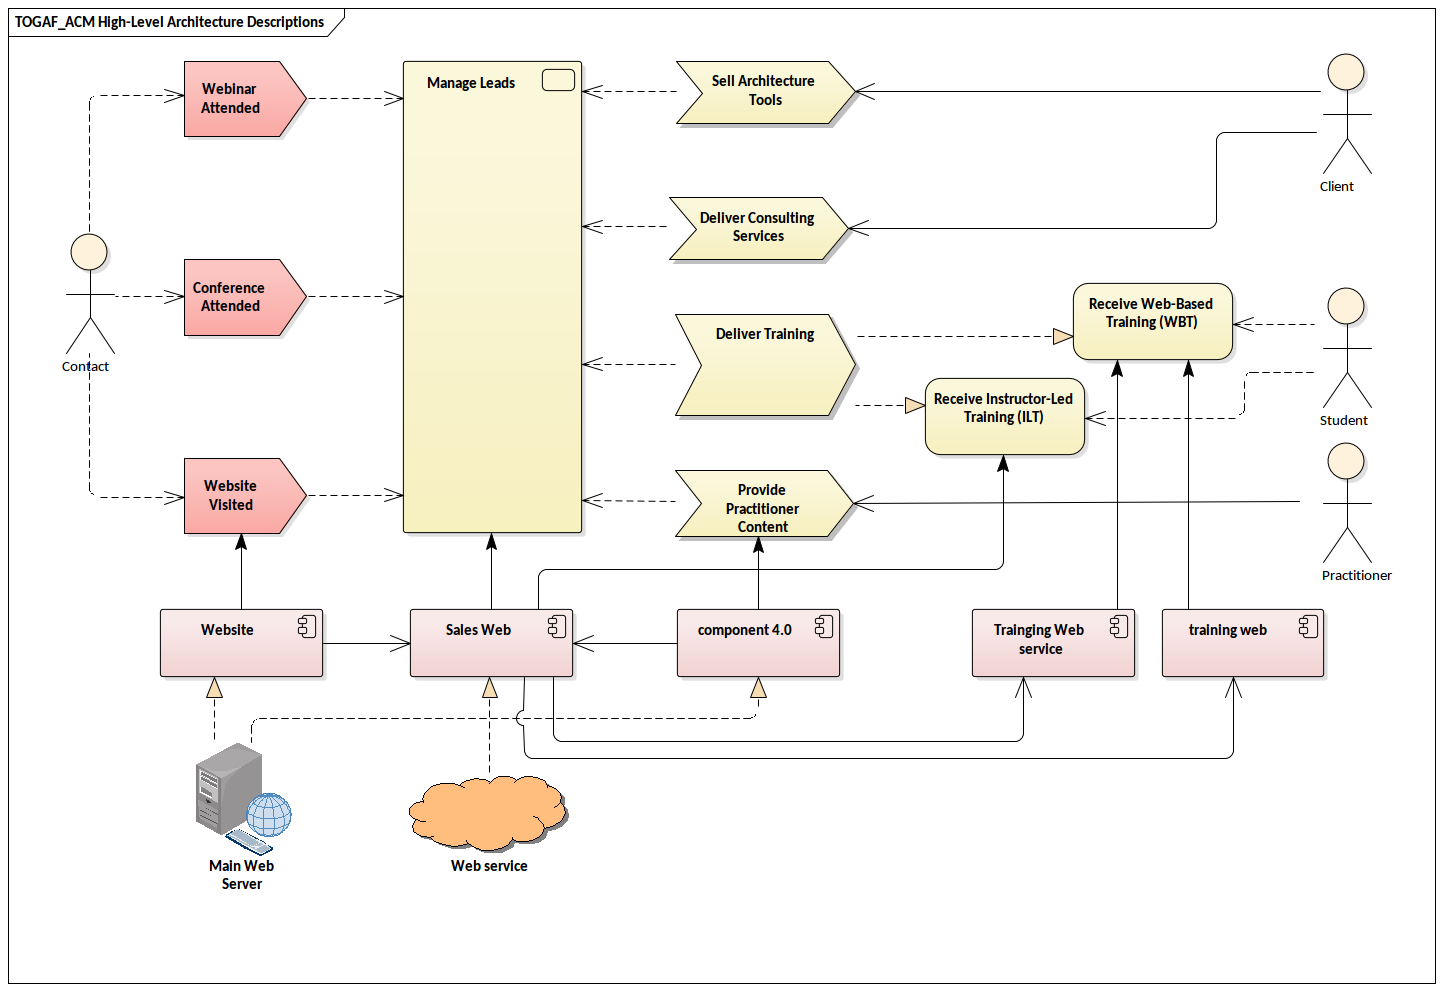 TOGAF_ACM High-Level Architecture Descriptions
Webinar
Attended
Manage Leads
Sell Architecture
Tools
Client
Deliver Consulting
Services
Conference
Attended
Contact
Deliver Training
Receive Web-Based
Training (WBT)
Receive Instructor-Led
Training (ILT)
Student
Website
Visited
Provide
Practitioner
Content
Practitioner
Website
Sales Web
component 4.0
Trainging Web
service
training web
Main Web
Server
Web service